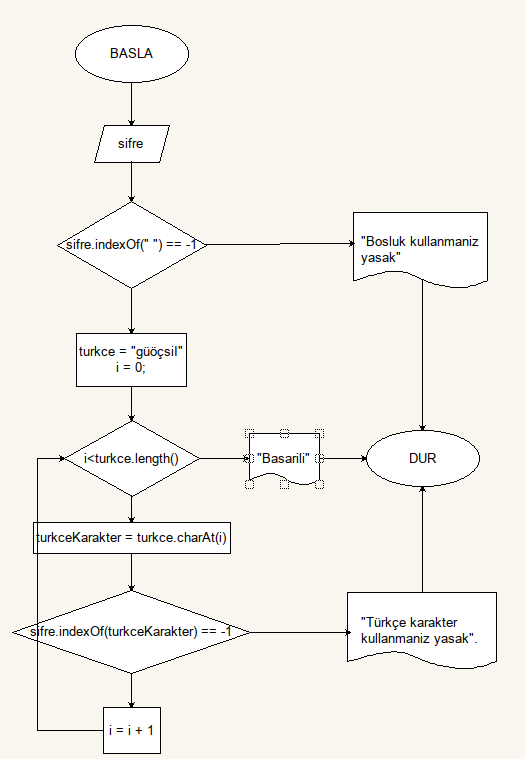 BASLA
sifre
sifre.indexOf(" ") == -1
"Bosluk kullanmaniz
yasak"
turkce = "güöçsiI"
i = 0;
i<turkce.length()
"Basarili"
DUR
turkceKarakter = turkce.charAt(i)
sifre.indexOf(turkceKarakter) == -1
"Türkçe karakter
kullanmaniz yasak".
i = i + 1